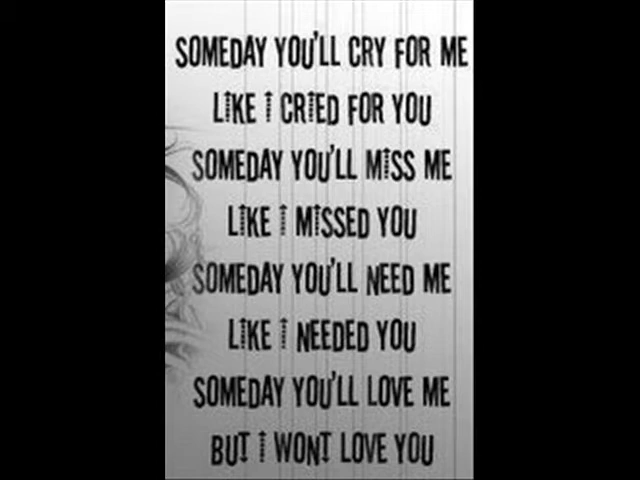 SOMEDAY YOU'LL CRY FOR ME
LIKE I CRIED FOR YOU
SOMEDAY YOU'LL MISS ME
LIKE I MISSED YOU
SOMEDAY YOU'LL NEED ME
LIKE I NEEDED YOU
SOMEDAY YOU'LL LOVE ME
BUT I WONT LOVE YOU